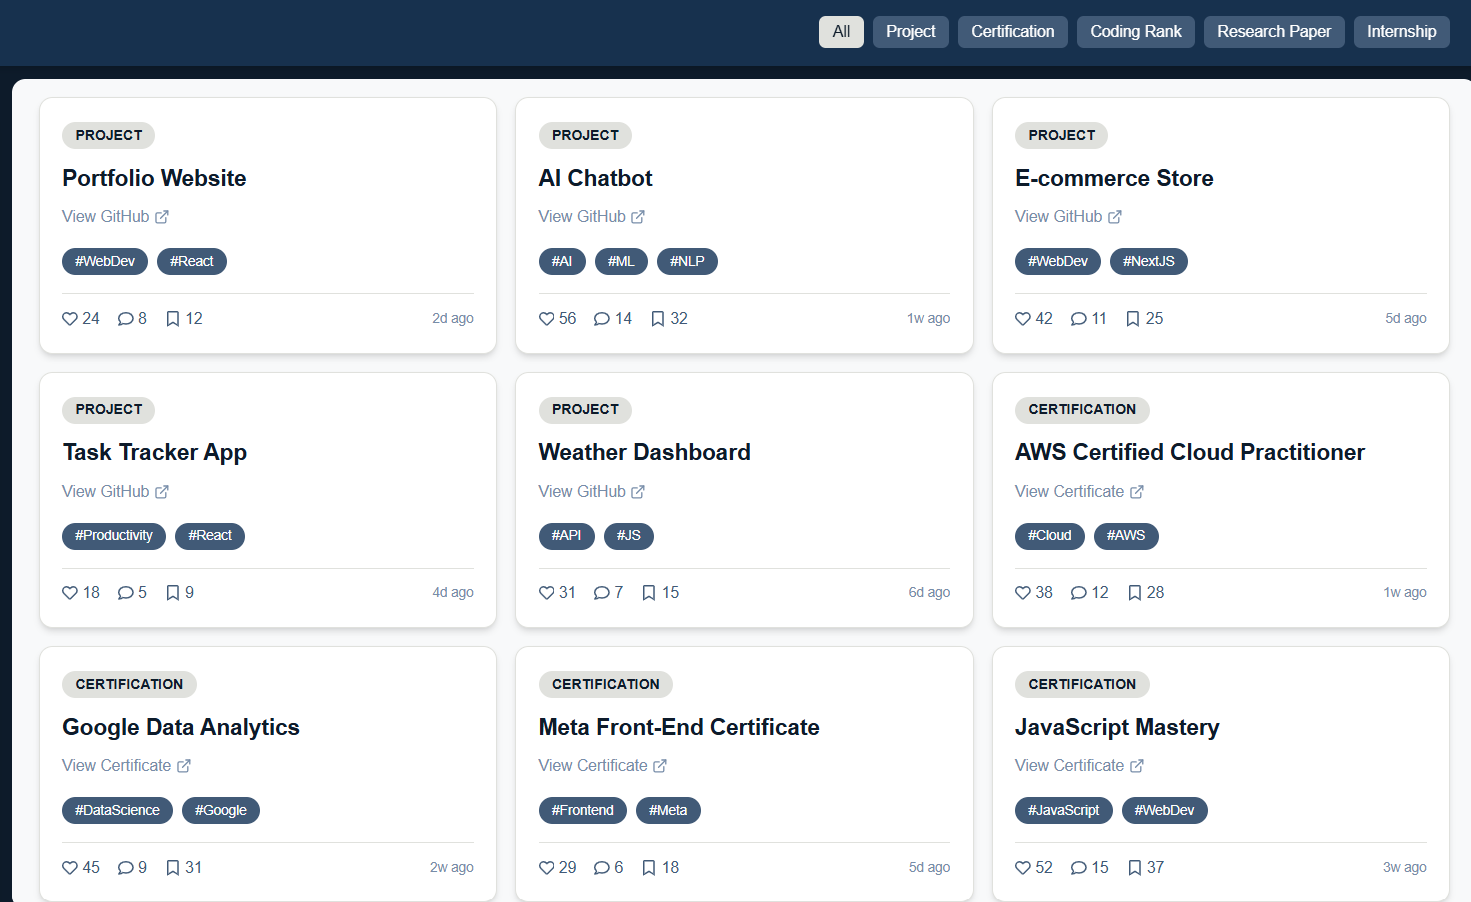 All Project Certification Coding Rank Research Paper Internship
PROJECT
Portfolio Website
View GitHub
#WebDev #React
24 8 12 2d ago
PROJECT
AI Chatbot
View GitHub
#AI #ML #NLP
56 14 32 1w ago
PROJECT
E-commerce Store
View GitHub
#WebDev #NextJS
42 11 25 5d ago
PROJECT
Task Tracker App
View GitHub
#Productivity #React
18 5 9 4d ago
PROJECT
Weather Dashboard
View GitHub
#API #JS
31 7 15 6d ago
CERTIFICATION
AWS Certified Cloud Practitioner
View Certificate
#Cloud #AWS
38 12 28 1w ago
CERTIFICATION
Google Data Analytics
View Certificate
#DataScience #Google
45 9 31 2w ago
CERTIFICATION
Meta Front-End Certificate
View Certificate
#Frontend #Meta
29 6 18 5d ago
CERTIFICATION
JavaScript Mastery
View Certificate
#JavaScript #WebDev
52 15 37 3w ago